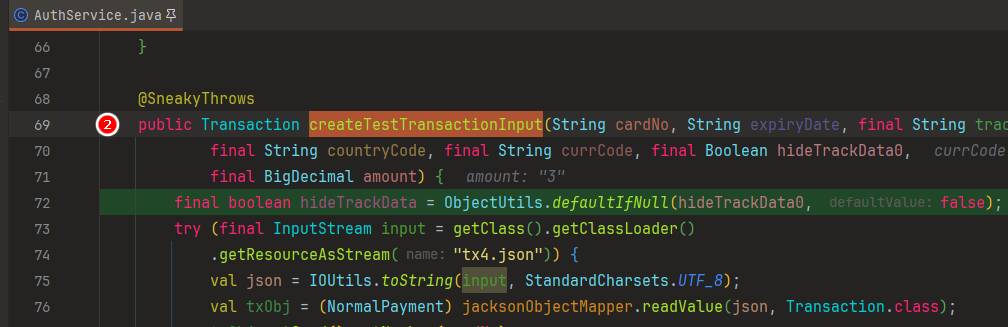 AuthService.java
66 }
67
68 @SneakyThrows
69 2 public Transaction createTestTransactionInput(String cardNo, String expiryDate, final String trac
70 final String countryCode, final String currCode, final Boolean hideTrackData0, currCode
71 final BigDecimal amount) { amount: "3"
72 final boolean hideTrackData = ObjectUtils.defaultIfNull(hideTrackData0, defaultValue: false);
73 try (final InputStream input = getClass().getClassLoader()
74 .getResourceAsStream( name: "tx4.json")) {
75 val json = IOUtils.toString(input, StandardCharsets.UTF_8);
76 val txObj = (NormalPayment) jacksonObjectMapper.readValue(json, Transaction.class);